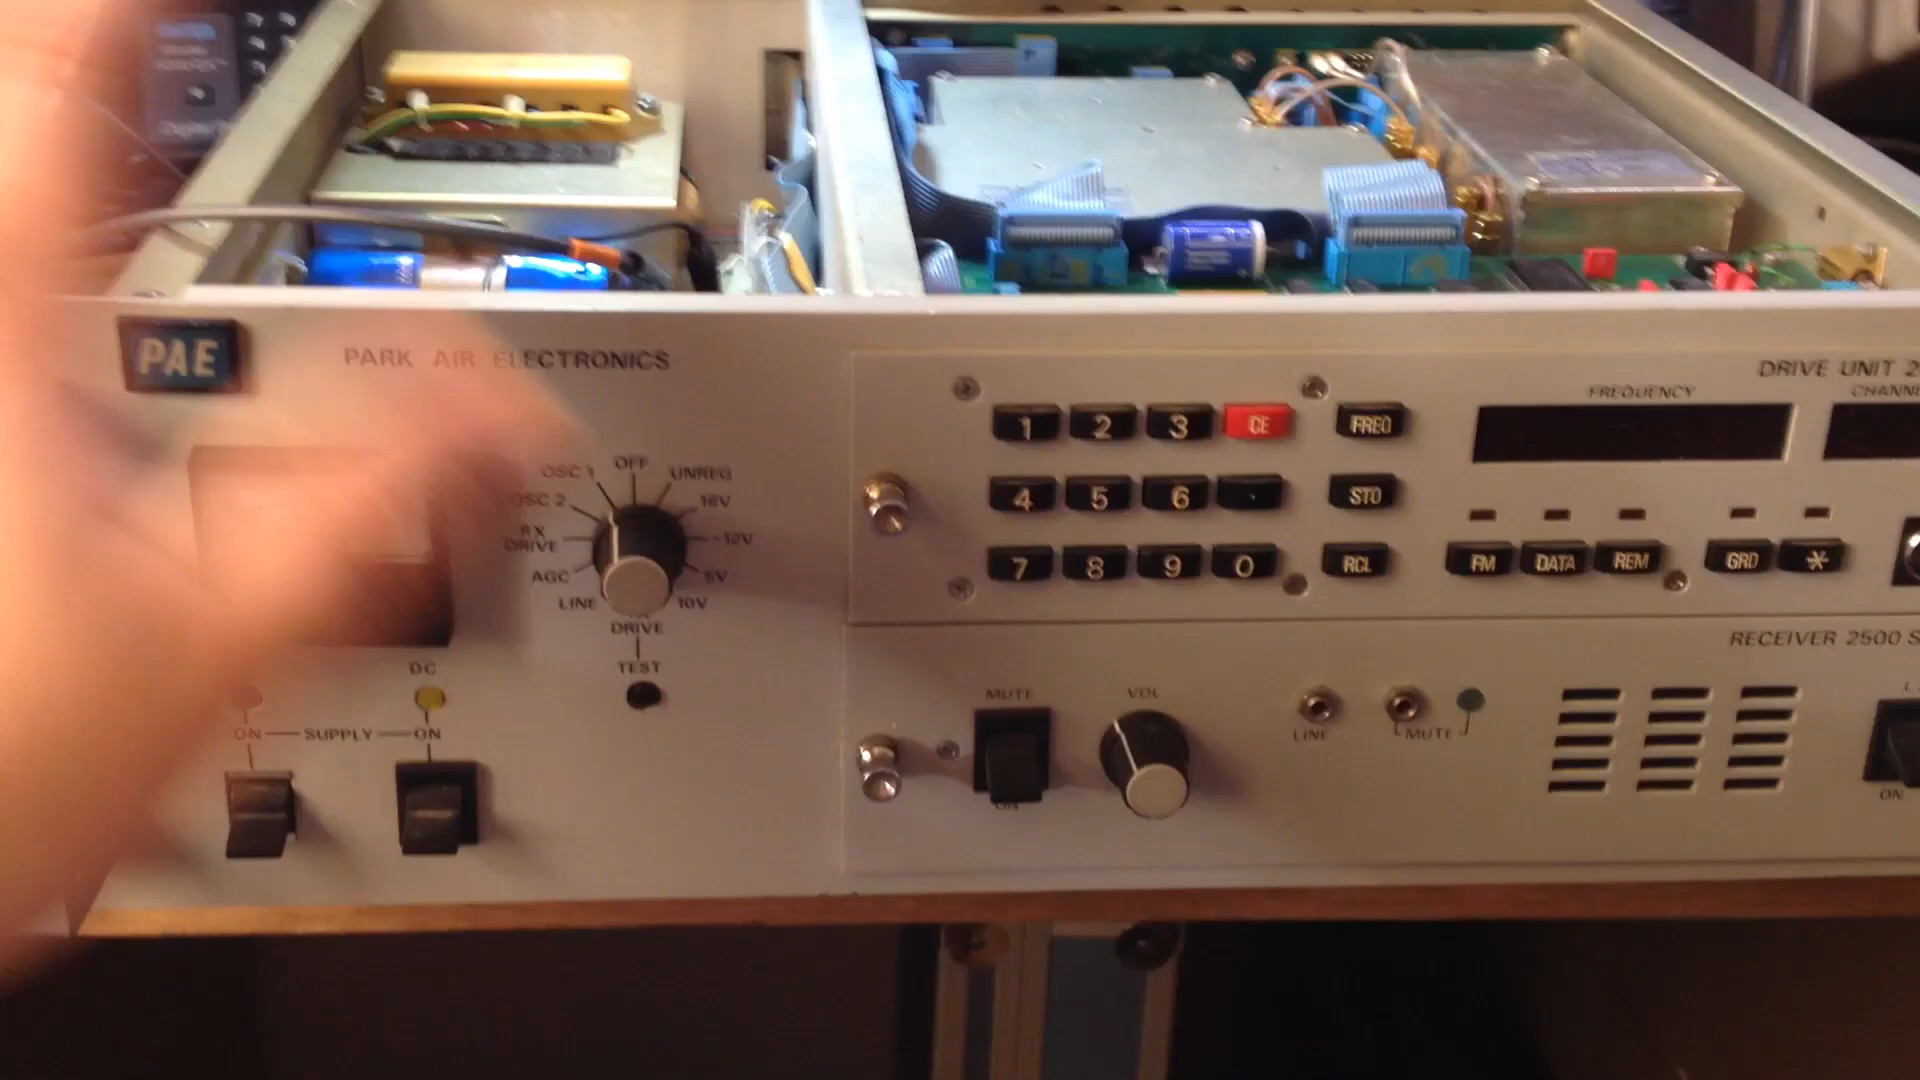 PAE
PARK AIR ELECTRONICS
DRIVE UNIT 2
FREQUENCY
CHANNE
1 2 3 CE FREQ
4 5 6 . STO
7 8 9 0 RCL
FM DATA REM GRD *
OSC 1 OFF UNREG
OSC 2 18V
RX DRIVE -12V
AGC 5V
LINE 10V
DRIVE
TEST
DC
ON SUPPLY ON
RECEIVER 2500 S
MUTE VOL
LINE MUTE
ON